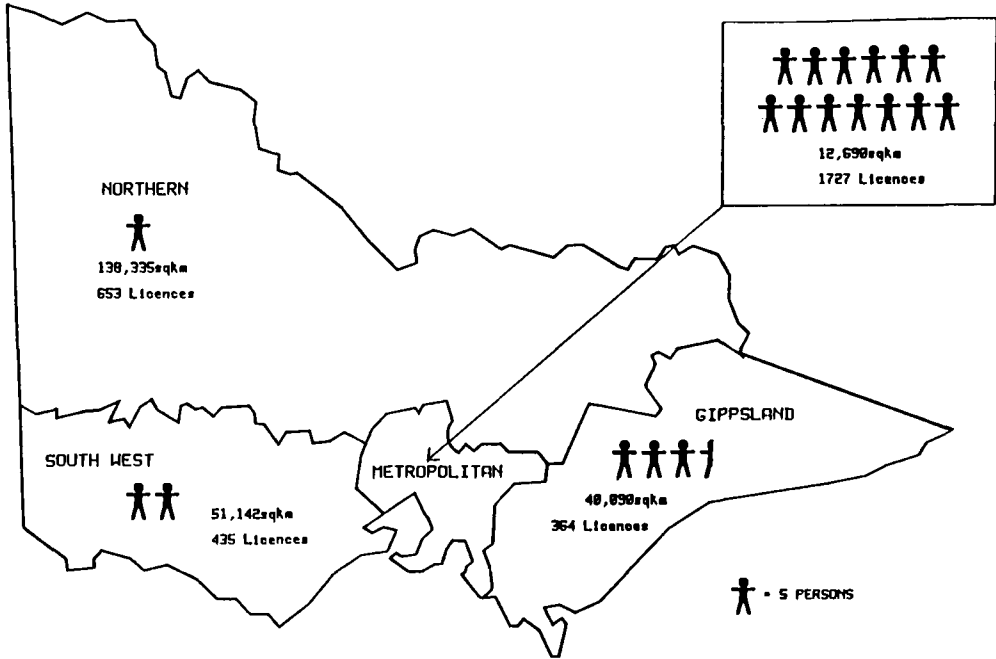 12,690sqkm
1727 Licences
NORTHERN
138,335sqkm
653 Licences
GIPPSLAND
40,090sqkm
364 Licences
SOUTH WEST
51,142sqkm
435 Licences
METROPOLITAN
- 5 PERSONS